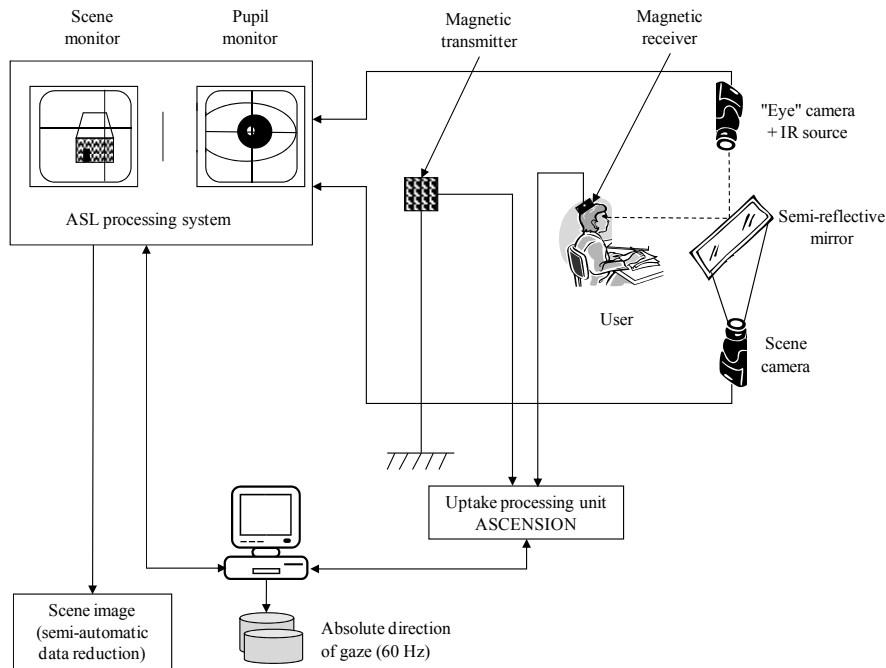 Scene
monitor
Pupil
monitor
Magnetic
transmitter
Magnetic
receiver
"Eye" camera
+ IR source
ASL processing system
Semi-reflective
mirror
User
Scene
camera
Uptake processing unit
ASCENSION
Scene image
(semi-automatic
data reduction)
Absolute direction
of gaze (60 Hz)